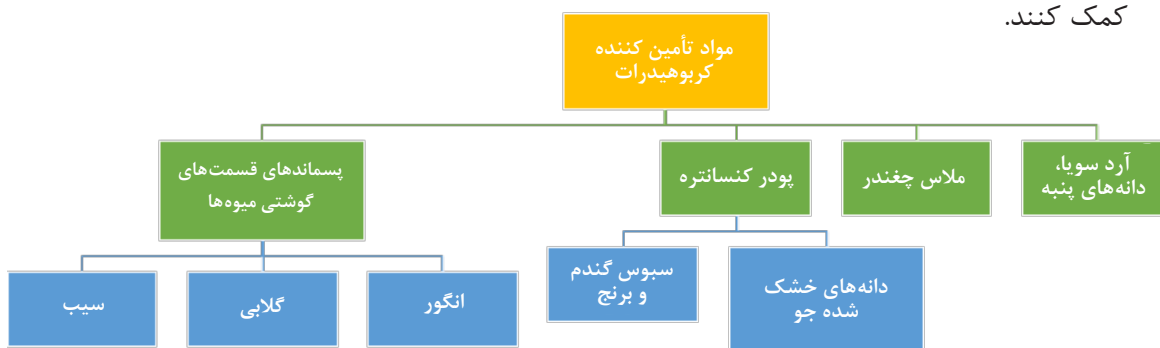 کمک کنند.
مواد تأمین کننده
کربوهیدرات
آرد سویا،
دانه‌های پنبه
ملاس چغندر
پودر کنسانتره
پسماندهای قسمت‌های
گوشتی میوه‌ها
دانه‌های خشک
شده جو
سبوس گندم
و برنج
انگور
گلابی
سیب